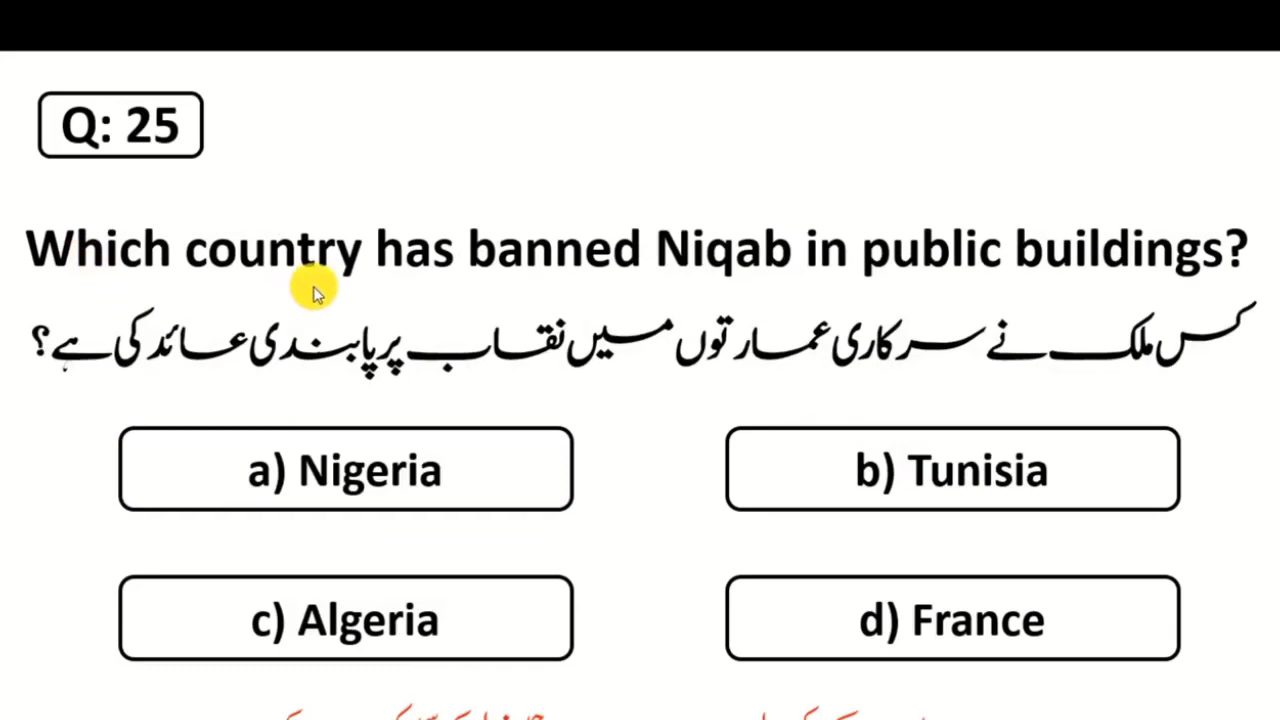 Q: 25
Which country has banned Niqab in public buildings?
کس ملک نے سرکاری عمارتوں میں نقاب پر پابندی عائد کی ہے؟
a) Nigeria
b) Tunisia
c) Algeria
d) France